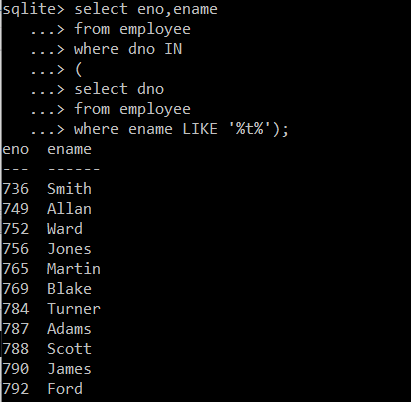 sqlite> select eno,ename
...> from employee
...> where dno IN
...> (
...> select dno
...> from employee
...> where ename LIKE '%t%');
eno  ename
---  ------
736  Smith
749  Allan
752  Ward
756  Jones
765  Martin
769  Blake
784  Turner
787  Adams
788  Scott
790  James
792  Ford